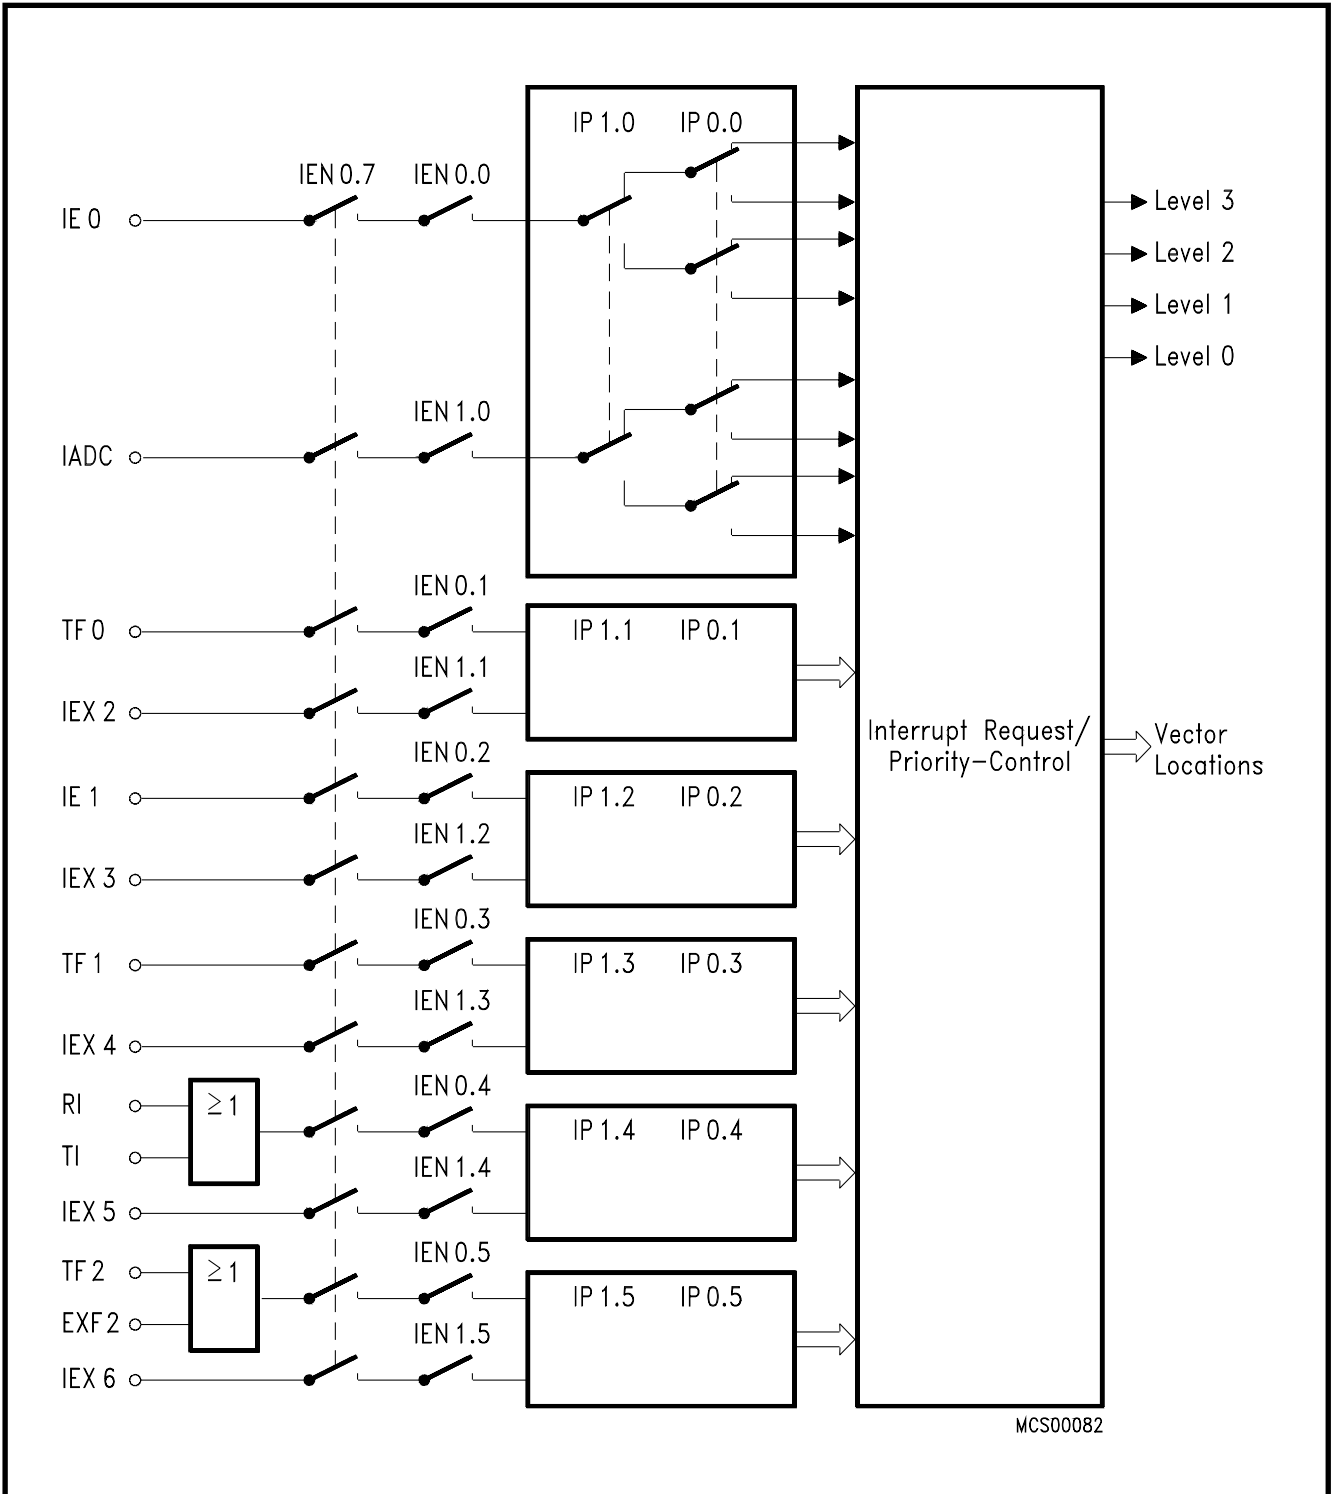 IP 1.0 IP 0.0
IEN 0.7 IEN 0.0
IE 0
Level 3
Level 2
Level 1
Level 0
IEN 1.0
IADC
IEN 0.1
TF 0
IP 1.1 IP 0.1
IEN 1.1
IEX 2
Interrupt Request/
Priority-Control
Vector
Locations
IEN 0.2
IE 1
IP 1.2 IP 0.2
IEN 1.2
IEX 3
IEN 0.3
TF 1
IP 1.3 IP 0.3
IEN 1.3
IEX 4
IEN 0.4
RI
≥1
TI
IP 1.4 IP 0.4
IEN 1.4
IEX 5
IEN 0.5
TF 2
≥1
EXF 2
IP 1.5 IP 0.5
IEN 1.5
IEX 6
MCS00082